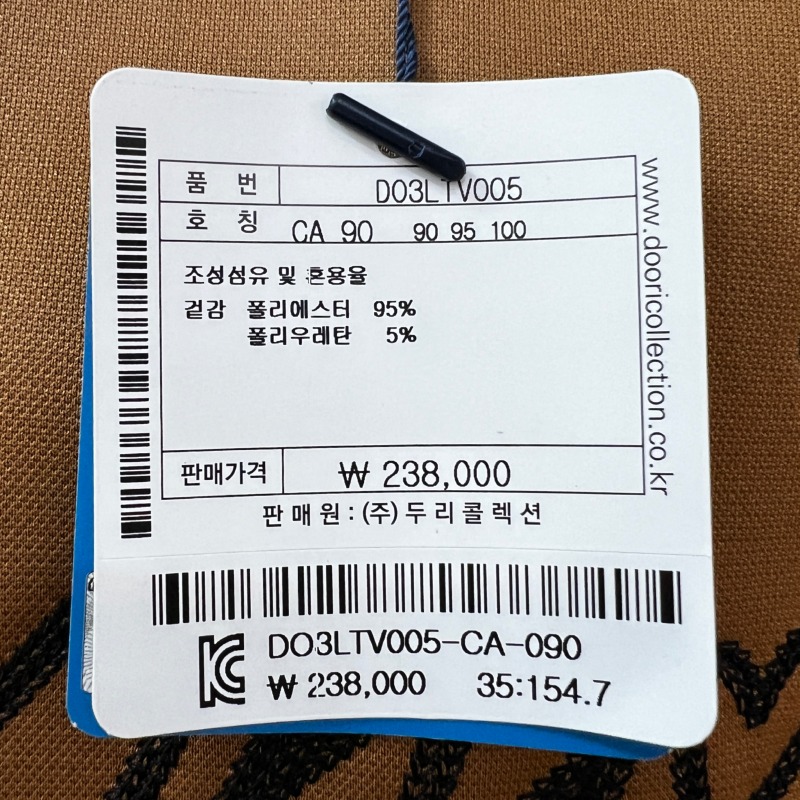 품 번 DO3LTV005
호 칭 CA 90 90 95 100
조성섬유 및 혼용율
겉감 폴리에스터 95%
폴리우레탄 5%
판매가격 ₩ 238,000
판 매 원 : (주) 두 리 콜 렉 션
www.dooricollection.co.kr
DO3LTV005-CA-090
₩ 238,000 35:154.7